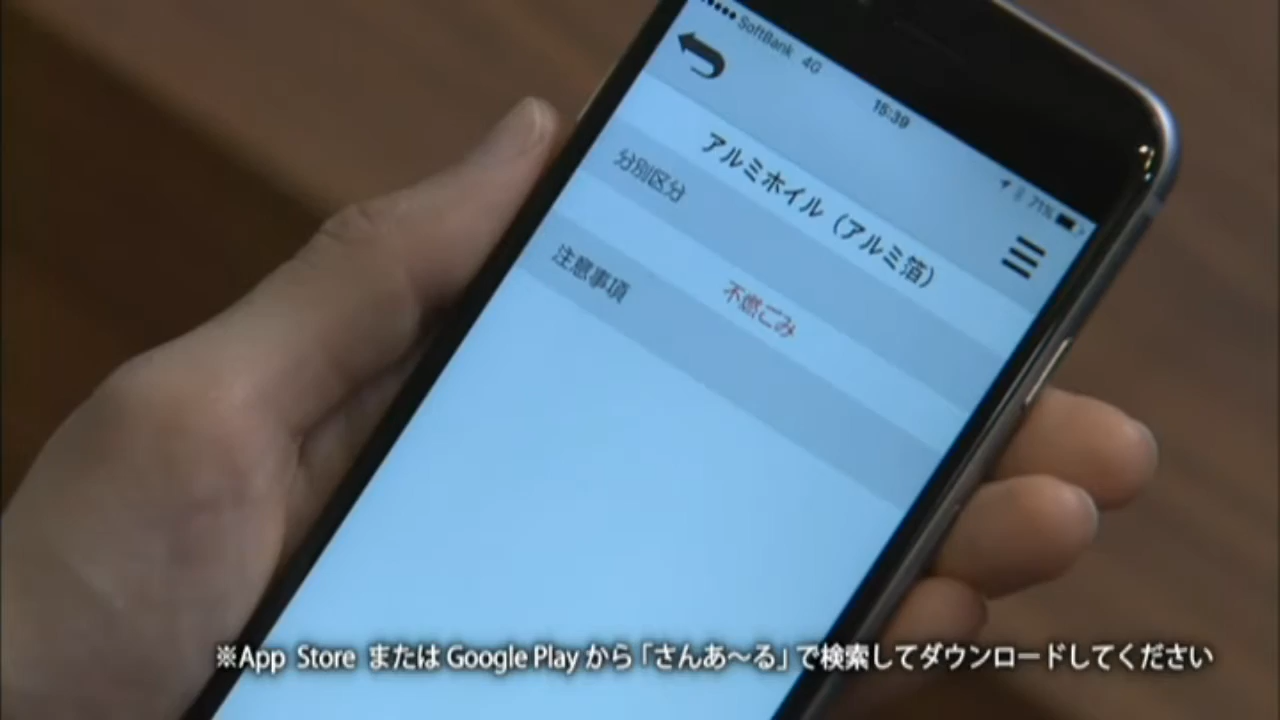 ●●●●● SoftBank 4G
15:39
71%
アルミホイル（アルミ箔）
分別区分
不燃ごみ
注意事項
※App Store または Google Play から「さんあ～る」で検索してダウンロードしてください